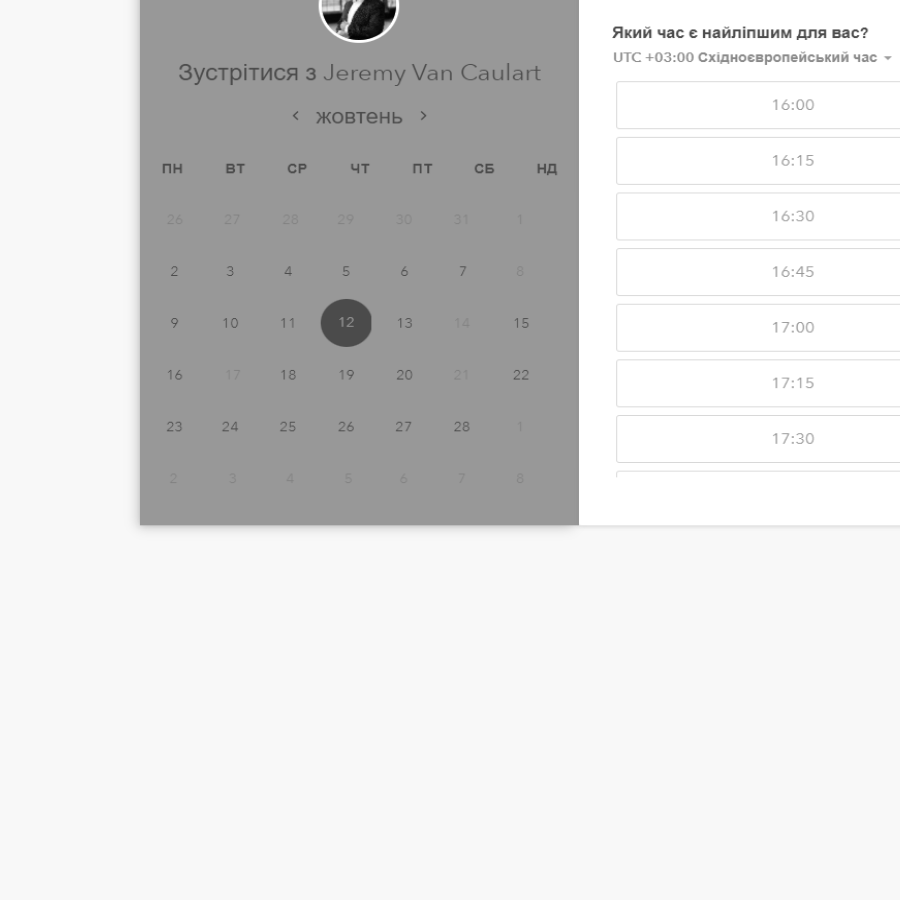 Зустрітися з Jeremy Van Caulart
жовтень
ПН ВТ СР ЧТ ПТ СБ НД
26 27 28 29 30 31 1
2 3 4 5 6 7 8
9 10 11 12 13 14 15
16 17 18 19 20 21 22
23 24 25 26 27 28 1
2 3 4 5 6 7 8
Який час є найліпшим для вас?
UTC +03:00 Східноєвропейський час
16:00
16:15
16:30
16:45
17:00
17:15
17:30